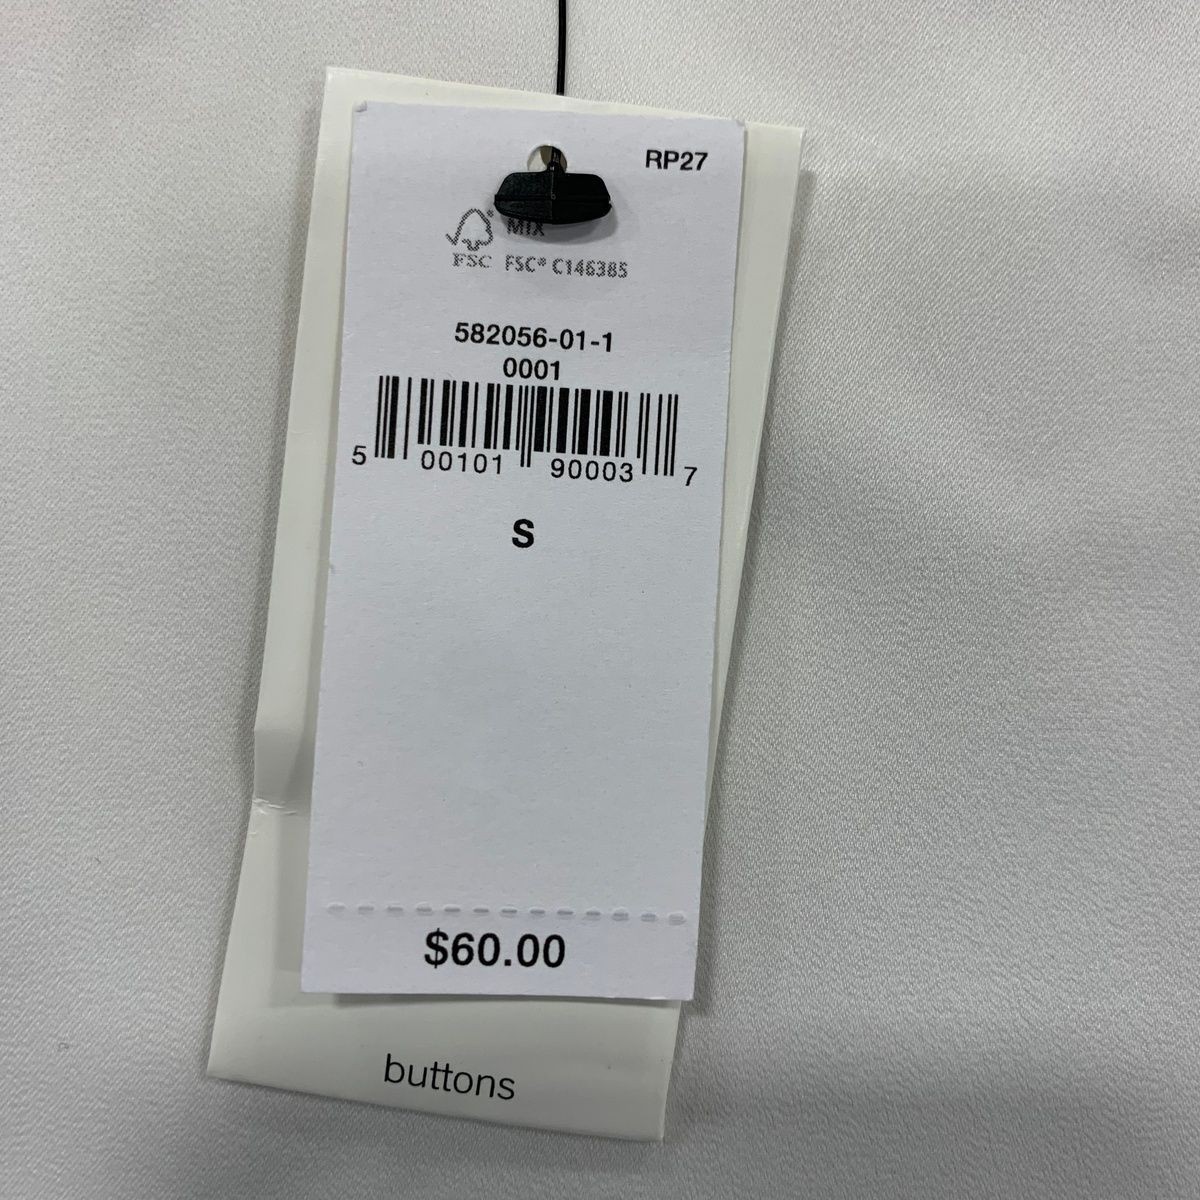 RP27
MIX
FSC FSC® C146385
582056-01-1
0001
5 00101 90003 7
S
$60.00
buttons